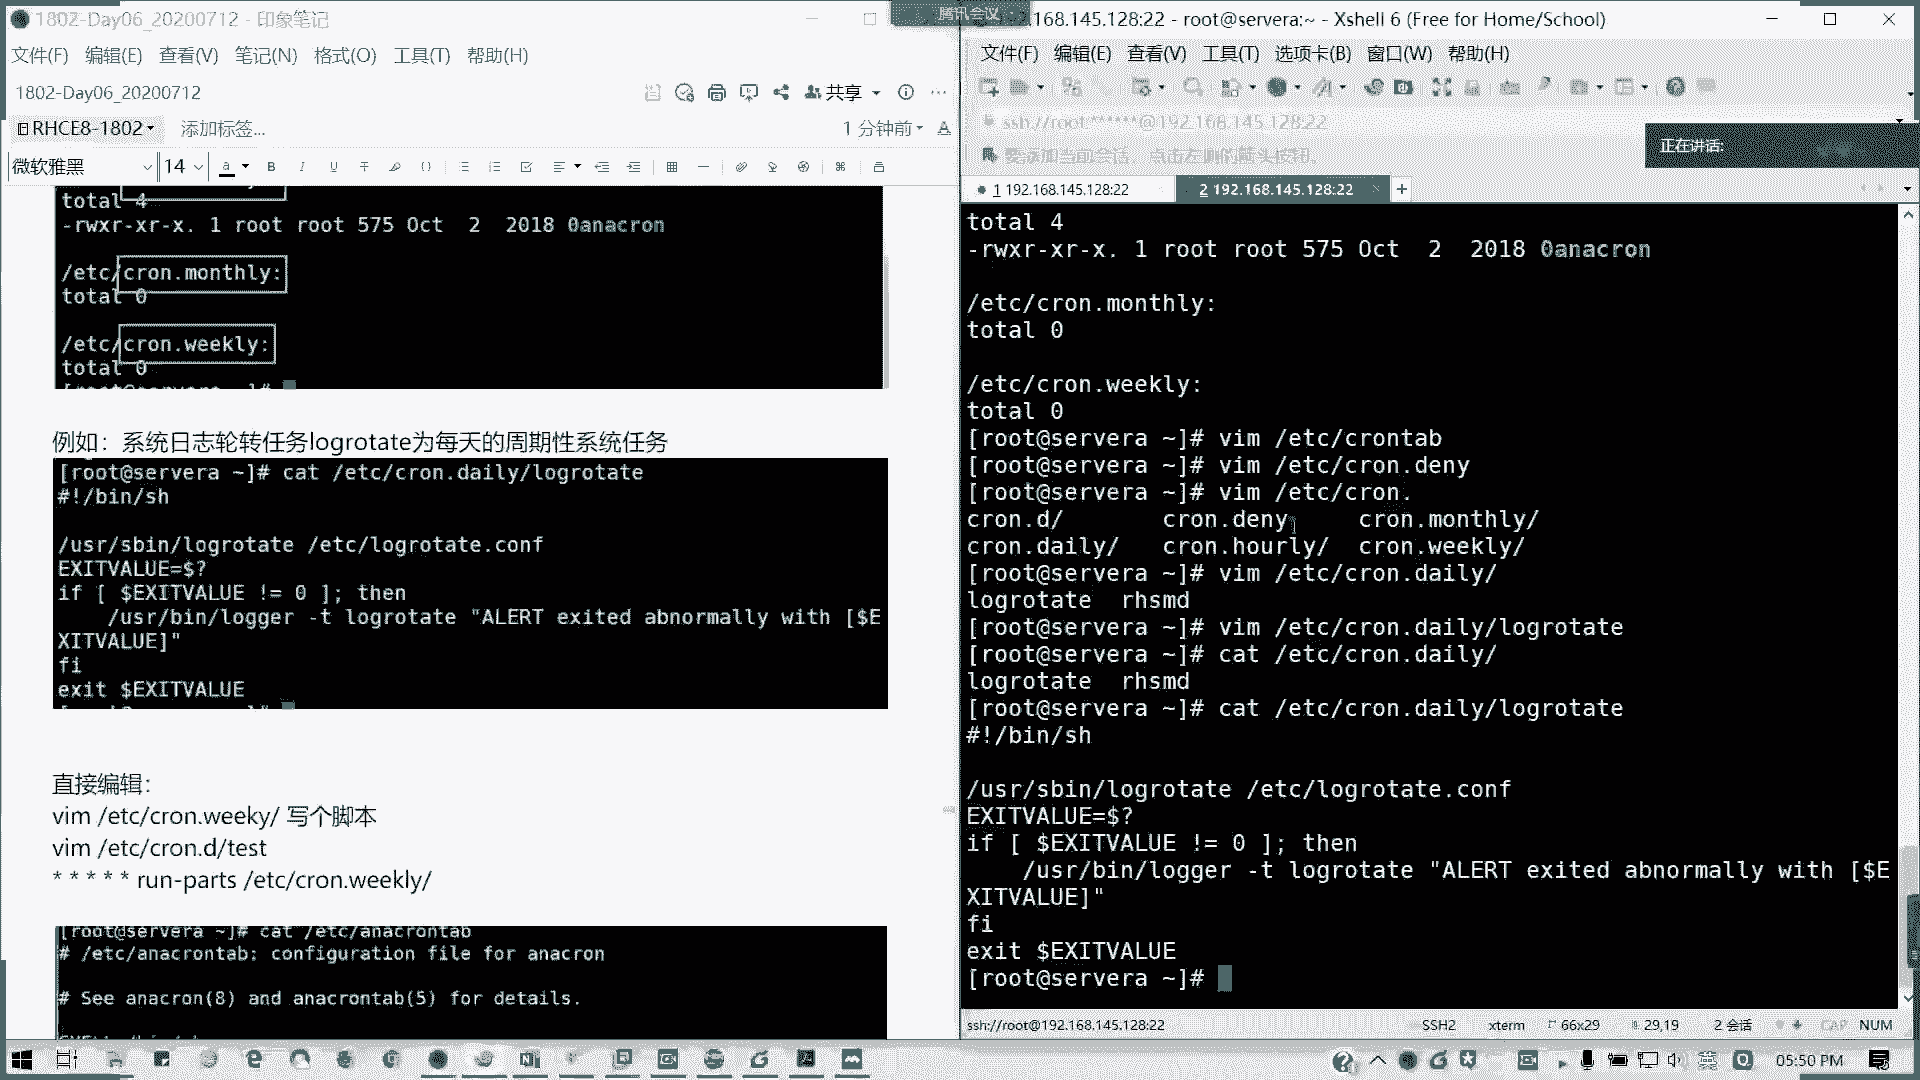 1802-Day06_20200712 - 印象笔记
文件(F) 编辑(E) 查看(V) 笔记(N) 格式(O) 工具(T) 帮助(H)
1802-Day06_20200712
共享
RHCE8-1802
添加标签...
1 分钟前
微软雅黑
14
total 4
-rwxr-xr-x. 1 root root 575 Oct  2  2018 0anacron
/etc/cron.monthly:
total 0
/etc/cron.weekly:
total 0
例如：系统日志轮转任务logrotate为每天的周期性系统任务
[root@servera ~]# cat /etc/cron.daily/logrotate
#!/bin/sh
/usr/sbin/logrotate /etc/logrotate.conf
EXITVALUE=$?
if [ $EXITVALUE != 0 ]; then
    /usr/bin/logger -t logrotate "ALERT exited abnormally with [$E
XITVALUE]"
fi
exit $EXITVALUE
直接编辑：
vim /etc/cron.weeky/ 写个脚本
vim /etc/cron.d/test
* * * * * run-parts /etc/cron.weekly/
[root@servera ~]# cat /etc/anacrontab
# /etc/anacrontab: configuration file for anacron
# See anacron(8) and anacrontab(5) for details.
腾讯会议
192.168.145.128:22 - root@servera:~ - Xshell 6 (Free for Home/School)
文件(F) 编辑(E) 查看(V) 工具(T) 选项卡(B) 窗口(W) 帮助(H)
ssh://root:******@192.168.145.128:22
要添加当前会话，点击左侧的箭头按钮。
正在讲话:
1 192.168.145.128:22
2 192.168.145.128:22
total 4
-rwxr-xr-x. 1 root root 575 Oct  2  2018 0anacron
/etc/cron.monthly:
total 0
/etc/cron.weekly:
total 0
[root@servera ~]# vim /etc/crontab
[root@servera ~]# vim /etc/cron.deny
[root@servera ~]# vim /etc/cron.
cron.d/ cron.deny cron.monthly/
cron.daily/ cron.hourly/ cron.weekly/
[root@servera ~]# vim /etc/cron.daily/
logrotate  rhsmd
[root@servera ~]# vim /etc/cron.daily/logrotate
[root@servera ~]# cat /etc/cron.daily/
logrotate  rhsmd
[root@servera ~]# cat /etc/cron.daily/logrotate
#!/bin/sh
/usr/sbin/logrotate /etc/logrotate.conf
EXITVALUE=$?
if [ $EXITVALUE != 0 ]; then
    /usr/bin/logger -t logrotate "ALERT exited abnormally with [$E
XITVALUE]"
fi
exit $EXITVALUE
[root@servera ~]#
ssh://root@192.168.145.128:22
SSH2 xterm 66x29 29,19 2 会话 CAP NUM
英
05:50 PM